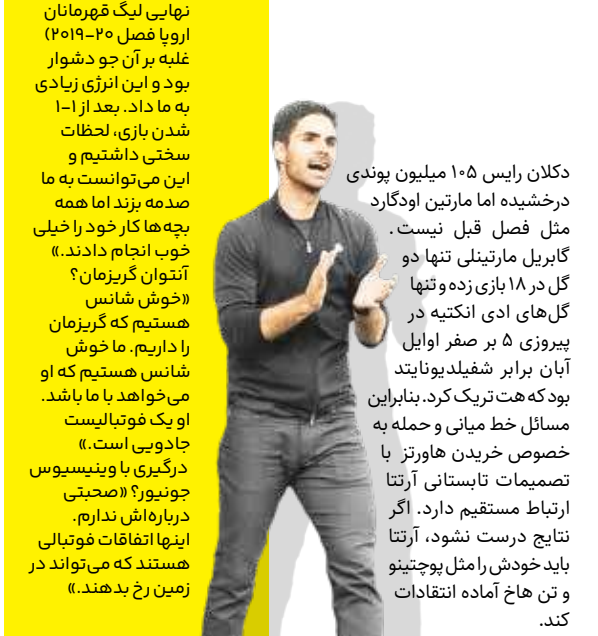 دکلان رایس ۱۰۵ میلیون پوندی
درخشیده اما مارتین اودگارد
مثل فصل قبل نیست.
گابریل مارتینلی تنها دو
گل در ۱۸ بازی زده و تنها
گل‌های ادی انکتیه در
پیروزی ۵ بر صفر اوایل
آبان برابر شفیلدیونایتد
بود که هت تریک کرد. بنابراین
مسائل خط میانی و حمله به
خصوص خریدن هاورتز با
تصمیمات تابستانی آرتتا
ارتباط مستقیم دارد. اگر
نتایج درست نشود، آرتتا
باید خودش را مثل پوچتینو
و تن هاخ آماده انتقادات
کند.
نهایی لیگ قهرمانان
اروپا فصل ۲۰-۲۰۱۹)
غلبه بر آن جو دشوار
بود و این انرژی زیادی
به ما داد. بعد از ۱-۱
شدن بازی، لحظات
سختی داشتیم و
این می‌توانست به ما
صدمه بزند اما همه
بچه‌ها کار خود را خیلی
خوب انجام دادند.»
آنتوان گریزمان؟
«خوش شانس
هستیم که گریزمان
را داریم. ما خوش
شانس هستیم که او
می‌خواهد با ما باشد.
او یک فوتبالیست
جادویی است.»
درگیری با وینیسیوس
جونیور؟ «صحبتی
درباره‌اش ندارم.
اینها اتفاقات فوتبالی
هستند که می‌تواند در
زمین رخ بدهند.»